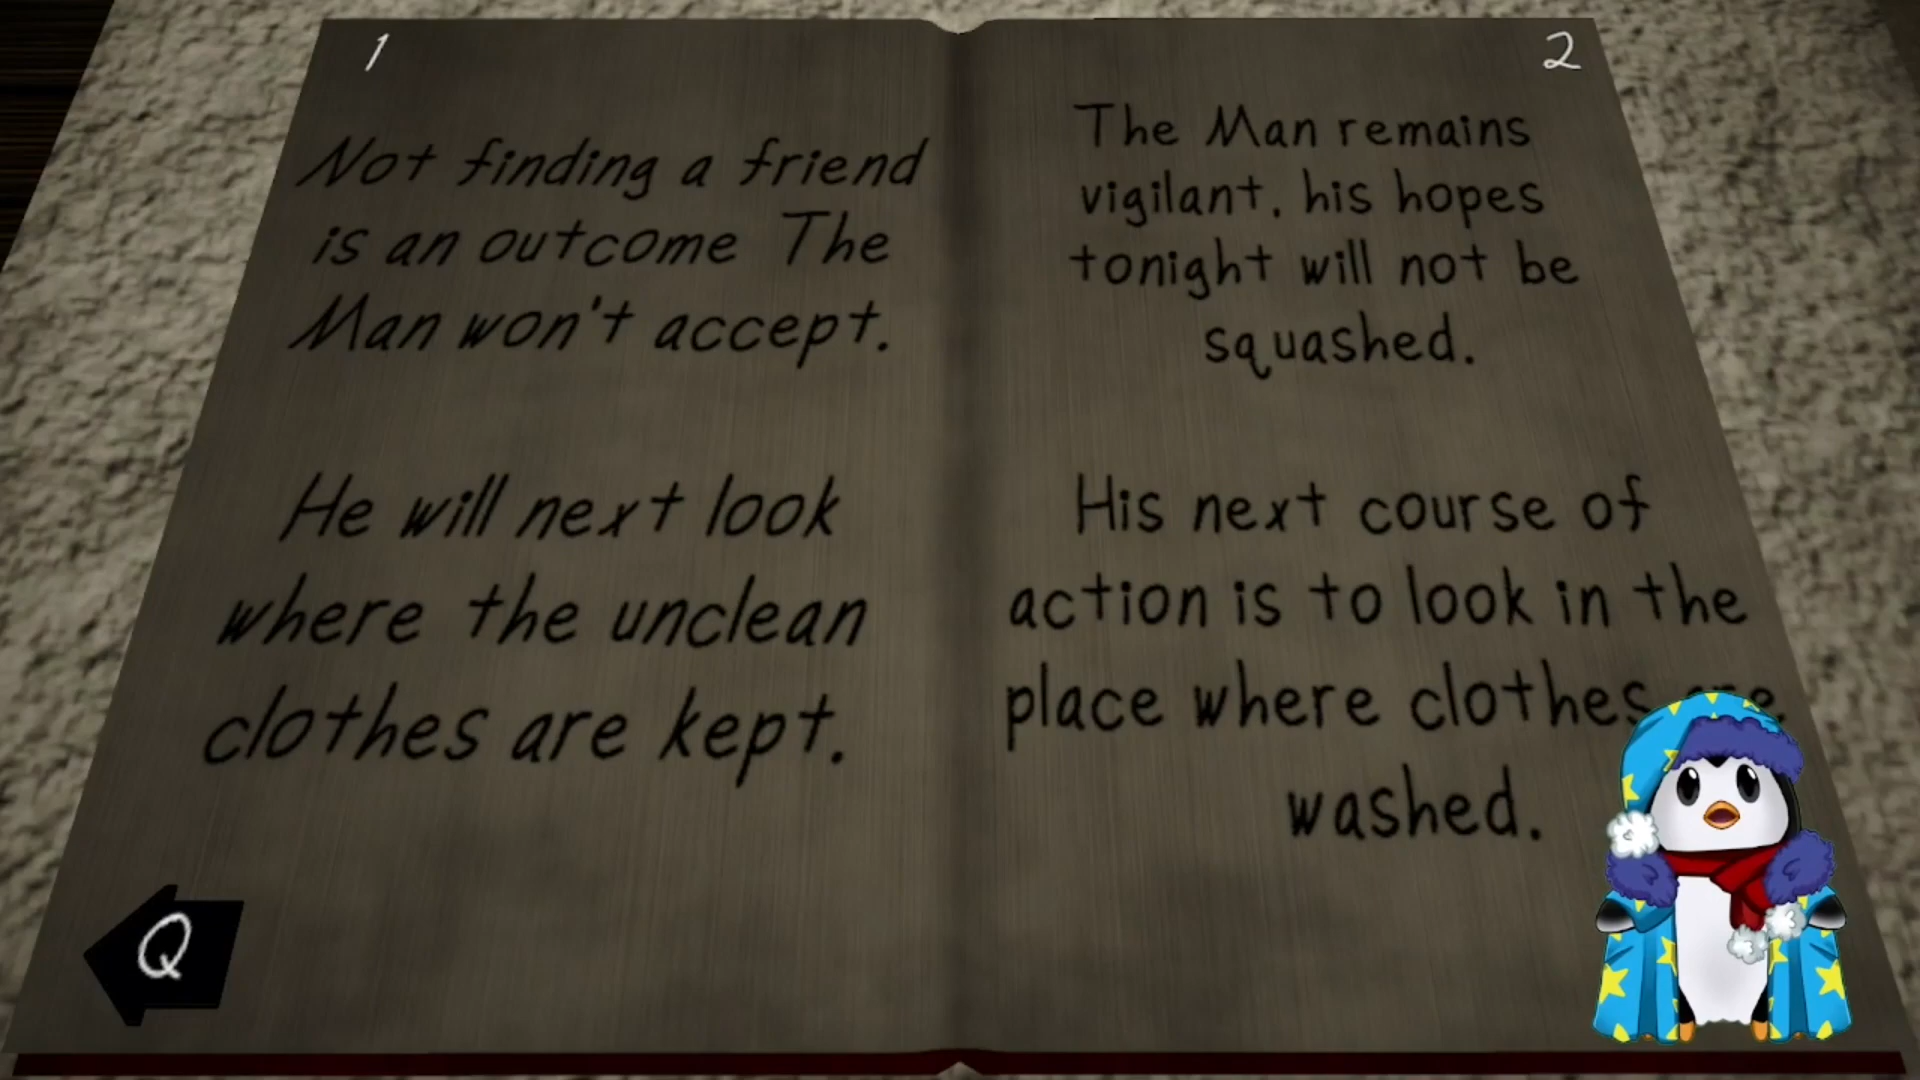 1
Not finding a friend
is an outcome The
Man won't accept.
He will next look
where the unclean
clothes are kept.
Q
2
The Man remains
vigilant, his hopes
tonight will not be
squashed.
His next course of
action is to look in the
place where clothes
washed.